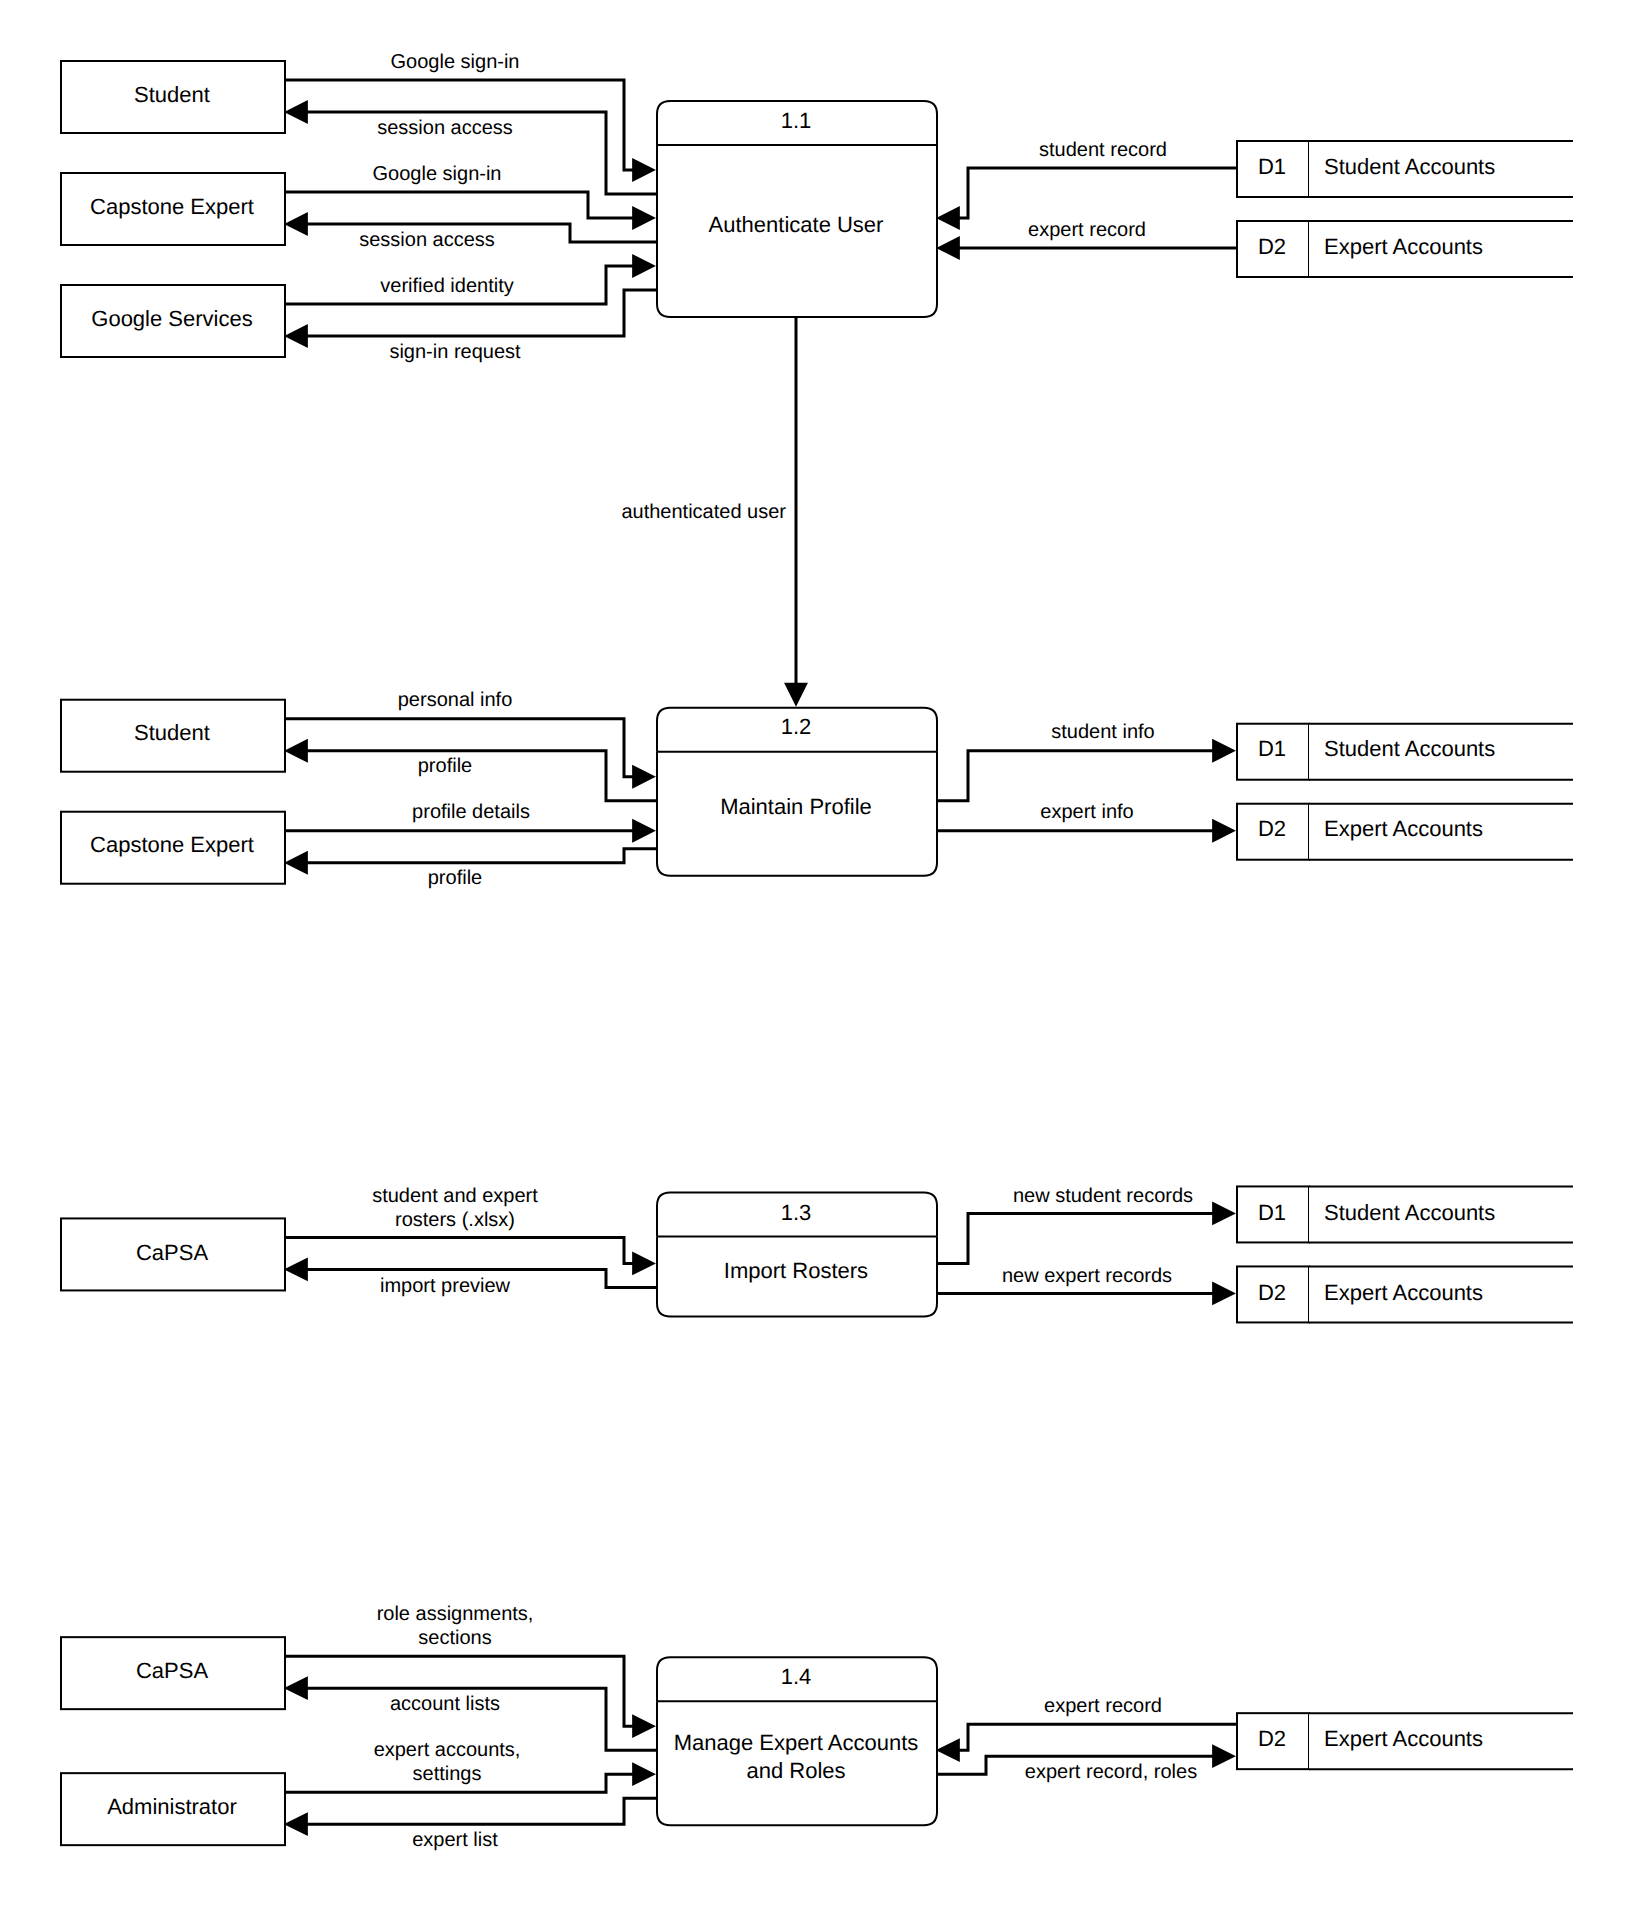 Google sign-in
Student
session access
1.1
Google sign-in
Capstone Expert
session access
verified identity
Google Services
sign-in request
Authenticate User
student record
D1 Student Accounts
expert record
D2 Expert Accounts
authenticated user
personal info
Student
profile
profile details
Capstone Expert
profile
1.2
Maintain Profile
student info
D1 Student Accounts
expert info
D2 Expert Accounts
student and expert
rosters (.xlsx)
CaPSA
import preview
1.3
Import Rosters
new student records
D1 Student Accounts
new expert records
D2 Expert Accounts
role assignments,
sections
CaPSA
account lists
expert accounts,
settings
Administrator
expert list
1.4
Manage Expert Accounts
and Roles
expert record
D2 Expert Accounts
expert record, roles